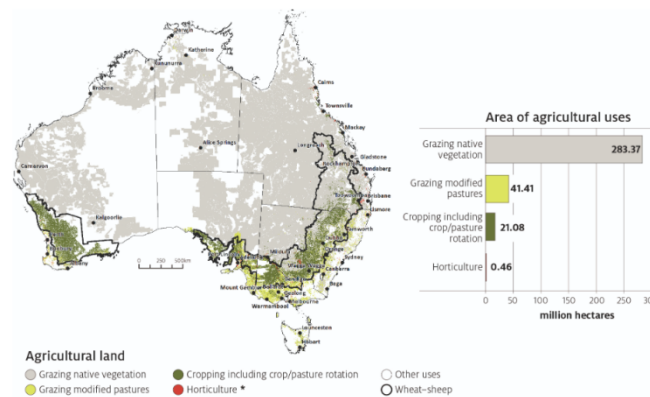 Darwin
Katherine
Kununurra
Broome
Cairns
Townsville
Mackay
Longreach
Alice Springs
Gladstone
Bundaberg
Carnarvon
Brisbane
Lismore
Kalgoorlie
Tamworth
Sydney
Canberra
Bega
Mount Gambier
Geelong
Melbourne
Warrnambool
Launceston
Hobart
0 250 500km
Area of agricultural uses
Grazing native
vegetation
283.37
Grazing modified
pastures
41.41
Cropping including
crop/pasture
rotation
21.08
Horticulture
0.46
0 50 100 150 200 250
million hectares
Agricultural land
Grazing native vegetation
Cropping including crop/pasture rotation
Other uses
Grazing modified pastures
Horticulture *
Wheat–sheep